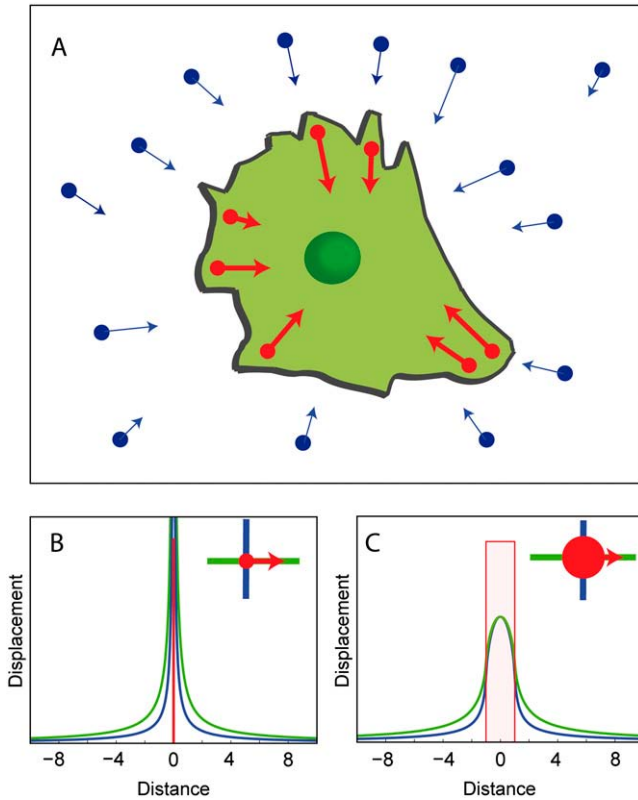 A
B
Displacement
−8 −4 0 4 8
Distance
C
Displacement
−8 −4 0 4 8
Distance